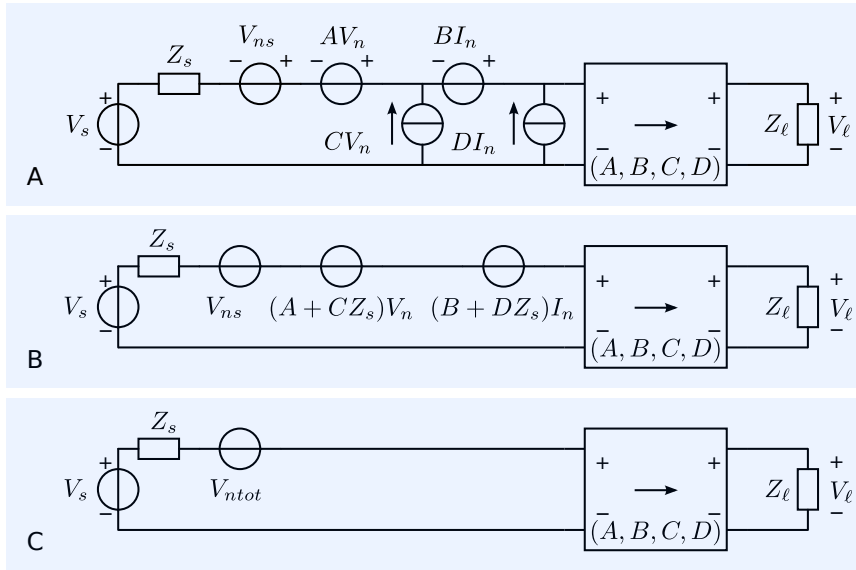 V_ns AV_n BI_n
Z_s
− + − + − +
+ + +
V_s CV_n DI_n Z_ℓ V_ℓ
− − − −
(A, B, C, D)
A
Z_s
+ + + +
V_s V_ns (A + CZ_s)V_n (B + DZ_s)I_n Z_ℓ V_ℓ
− − − −
(A, B, C, D)
B
Z_s
+ + + +
V_s V_ntot Z_ℓ V_ℓ
− − − −
(A, B, C, D)
C